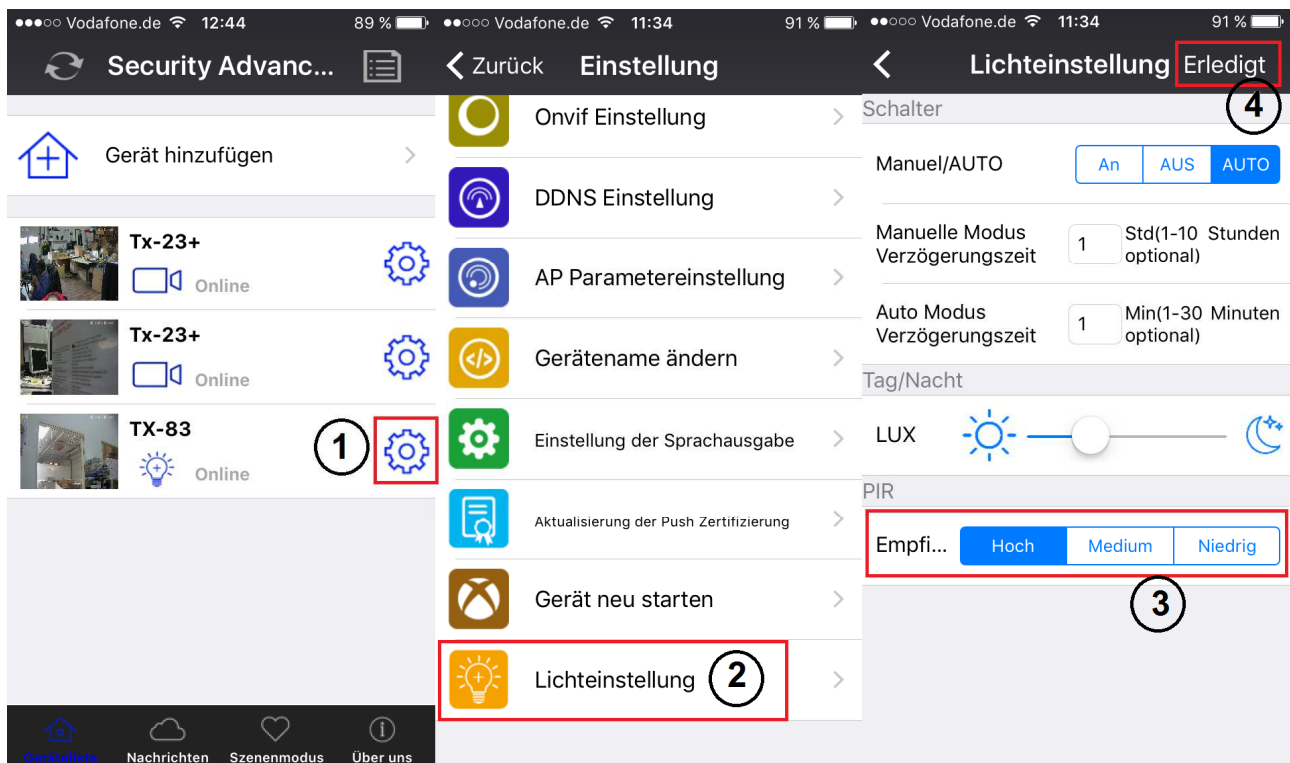 Vodafone.de 12:44 89 %
Security Advanc...
Gerät hinzufügen
Tx-23+
Online
Tx-23+
Online
TX-83
Online
1
Geräteliste
Nachrichten
Szenenmodus
Über uns
Vodafone.de 11:34 91 %
Zurück
Einstellung
Onvif Einstellung
DDNS Einstellung
AP Parametereinstellung
Gerätename ändern
Einstellung der Sprachausgabe
Aktualisierung der Push Zertifizierung
Gerät neu starten
Lichteinstellung
2
Vodafone.de 11:34 91 %
Lichteinstellung
Erledigt
4
Schalter
Manuel/AUTO
An
AUS
AUTO
Manuelle Modus
Verzögerungszeit
1
Std(1-10 Stunden
optional)
Auto Modus
Verzögerungszeit
1
Min(1-30 Minuten
optional)
Tag/Nacht
LUX
PIR
Empfi...
Hoch
Medium
Niedrig
3